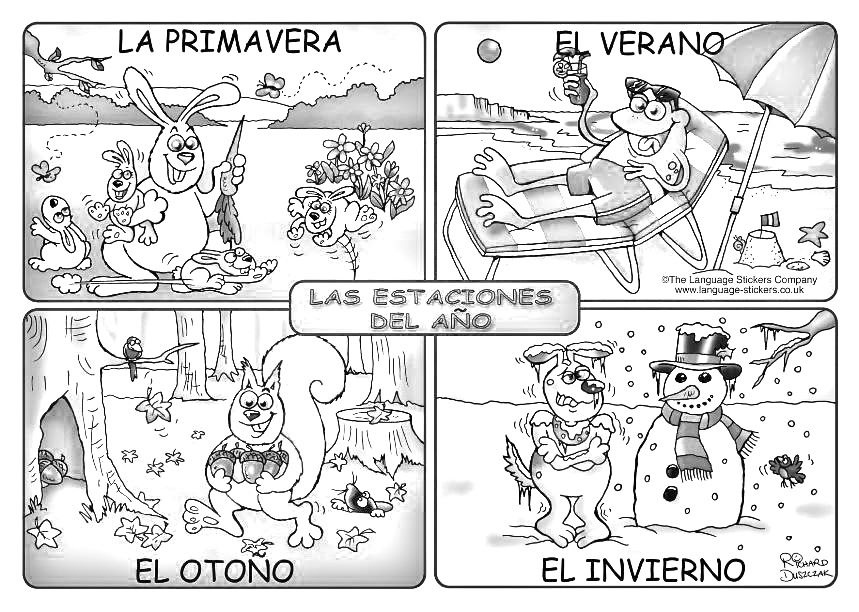 LA PRIMAVERA
EL VERANO
©The Language Stickers Company
www.language-stickers.co.uk
LAS ESTACIONES
DEL AÑO
EL OTONO
EL INVIERNO
RICHARD
DUSZCZAK